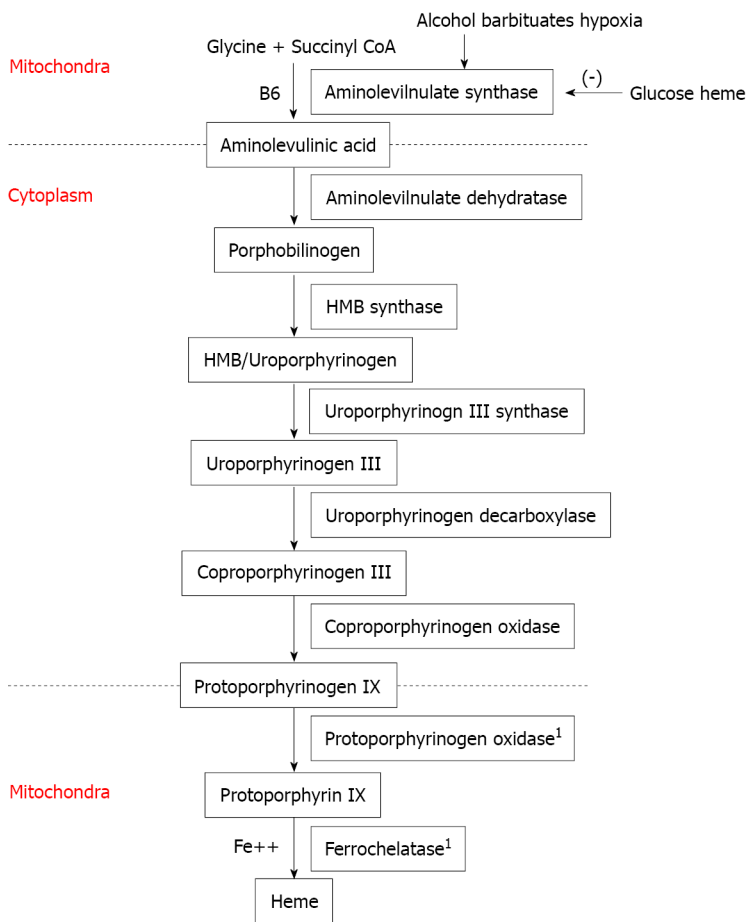 Alcohol barbituates hypoxia
Glycine + Succinyl CoA
Mitochondra
(-)
B6
Aminolevilnulate synthase
Glucose heme
Aminolevulinic acid
Cytoplasm
Aminolevilnulate dehydratase
Porphobilinogen
HMB synthase
HMB/Uroporphyrinogen
Uroporphyrinogn III synthase
Uroporphyrinogen III
Uroporphyrinogen decarboxylase
Coproporphyrinogen III
Coproporphyrinogen oxidase
Protoporphyrinogen IX
Protoporphyrinogen oxidase¹
Mitochondra
Protoporphyrin IX
Fe++
Ferrochelatase¹
Heme